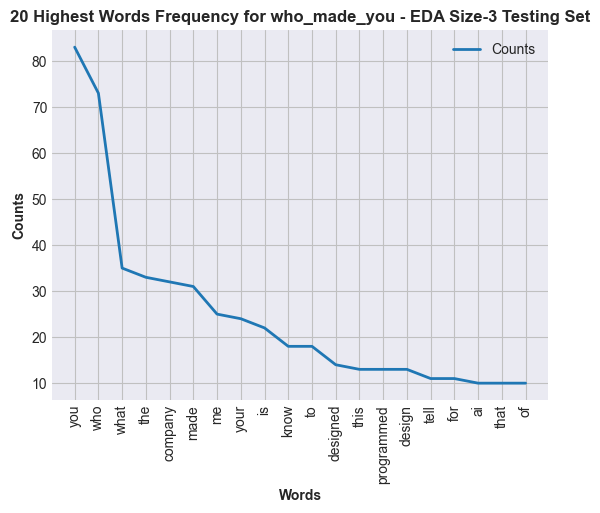 20 Highest Words Frequency for who_made_you - EDA Size-3 Testing Set
Counts
80
70
60
50
40
30
20
10
Counts
you
who
what
the
company
made
me
your
is
know
to
designed
this
programmed
design
tell
for
ai
that
of
Words